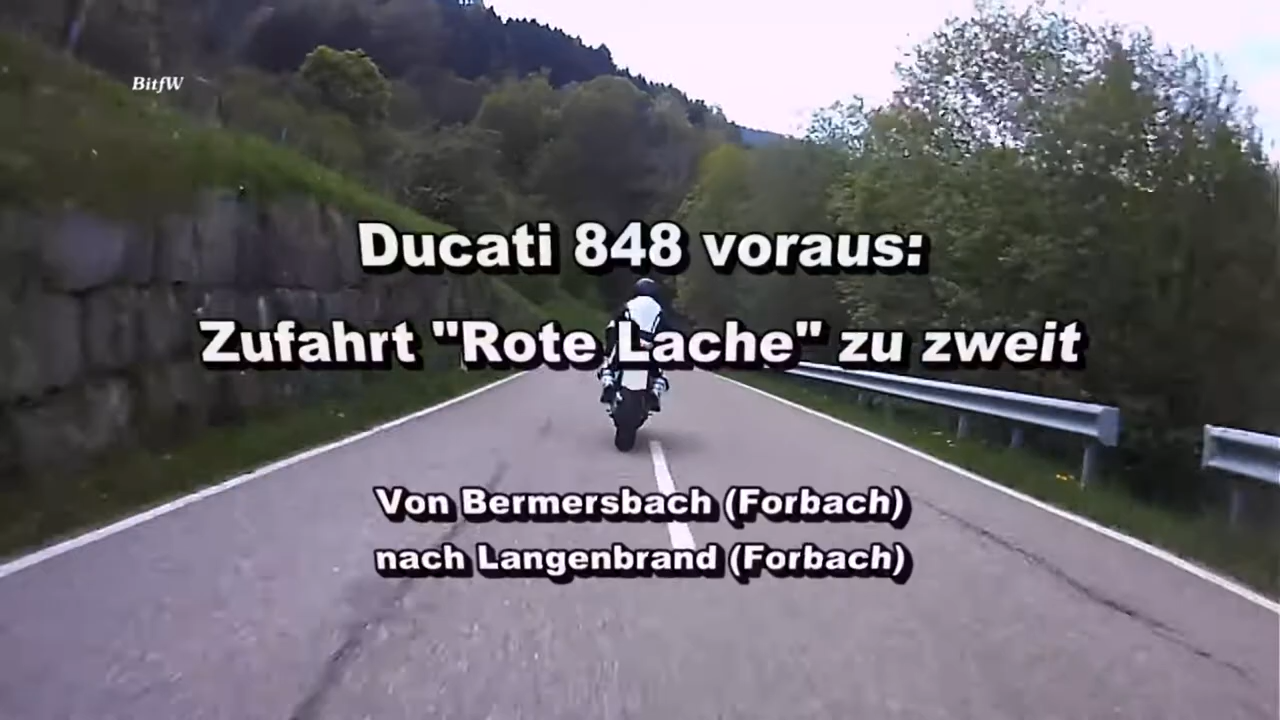 BitfW
Ducati 848 voraus:
Zufahrt "Rote Lache" zu zweit
Von Bermersbach (Forbach)
nach Langenbrand (Forbach)